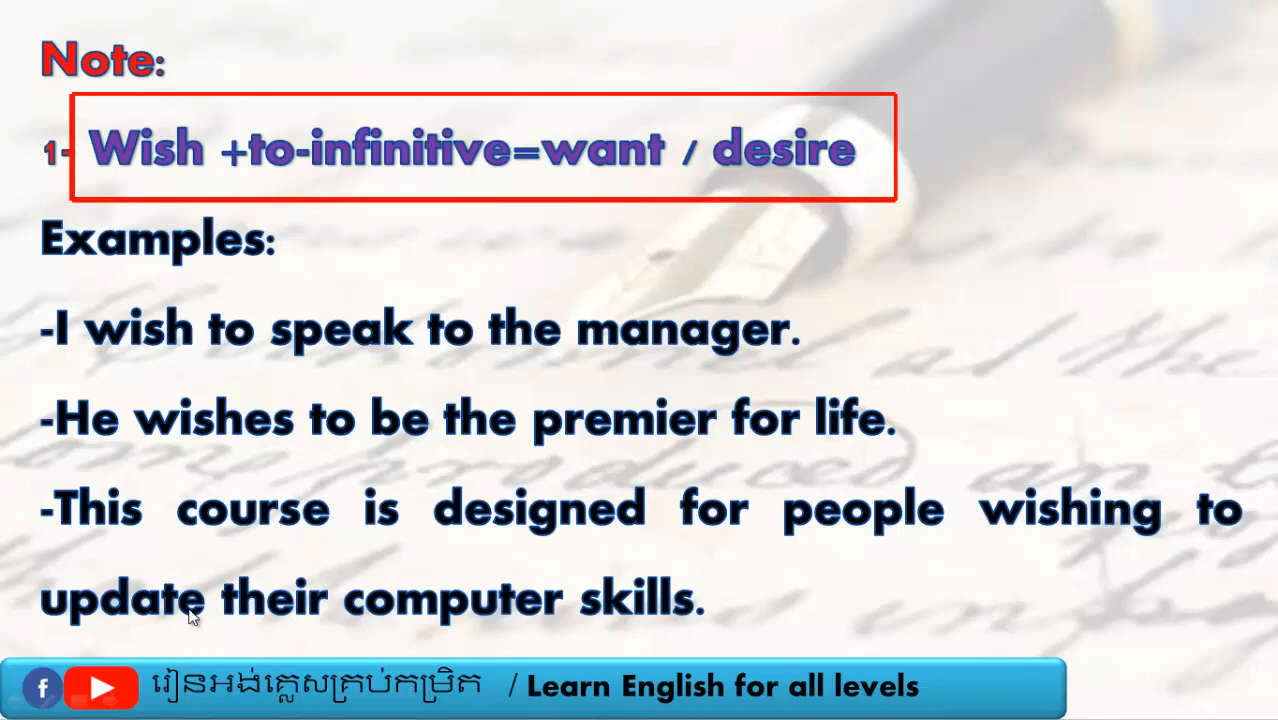 Note:
1- Wish +to-infinitive=want / desire
Examples:
-I wish to speak to the manager.
-He wishes to be the premier for life.
-This course is designed for people wishing to
update their computer skills.
រៀនអង់គ្លេសគ្រប់កម្រិត / Learn English for all levels